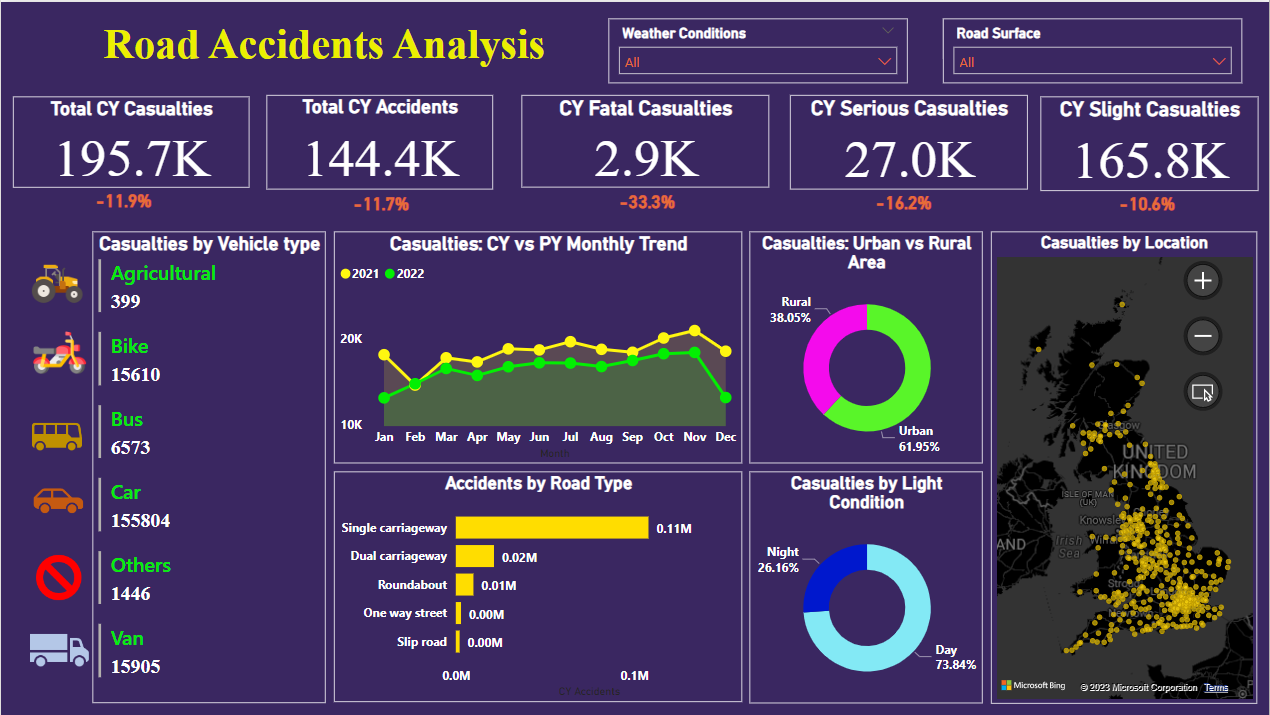 Road Accidents Analysis
Weather Conditions
All
Road Surface
All
Total CY Casualties
195.7K
-11.9%
Total CY Accidents
144.4K
-11.7%
CY Fatal Casualties
2.9K
-33.3%
CY Serious Casualties
27.0K
-16.2%
CY Slight Casualties
165.8K
-10.6%
Casualties by Vehicle type
Agricultural
399
Bike
15610
Bus
6573
Car
155804
Others
1446
Van
15905
Casualties: CY vs PY Monthly Trend
2021 2022
20K
10K
Jan Feb Mar Apr May Jun Jul Aug Sep Oct Nov Dec
Month
Accidents by Road Type
Single carriageway 0.11M
Dual carriageway 0.02M
Roundabout 0.01M
One way street 0.00M
Slip road 0.00M
0.0M 0.1M
CY Accidents
Casualties: Urban vs Rural
Area
Rural
38.05%
Urban
61.95%
Casualties by Light
Condition
Night
26.16%
Day
73.84%
Casualties by Location
UNITED
KINGDOM
ISLE OF MAN
(UK)
Irish
Sea
Microsoft Bing
© 2023 Microsoft Corporation Terms